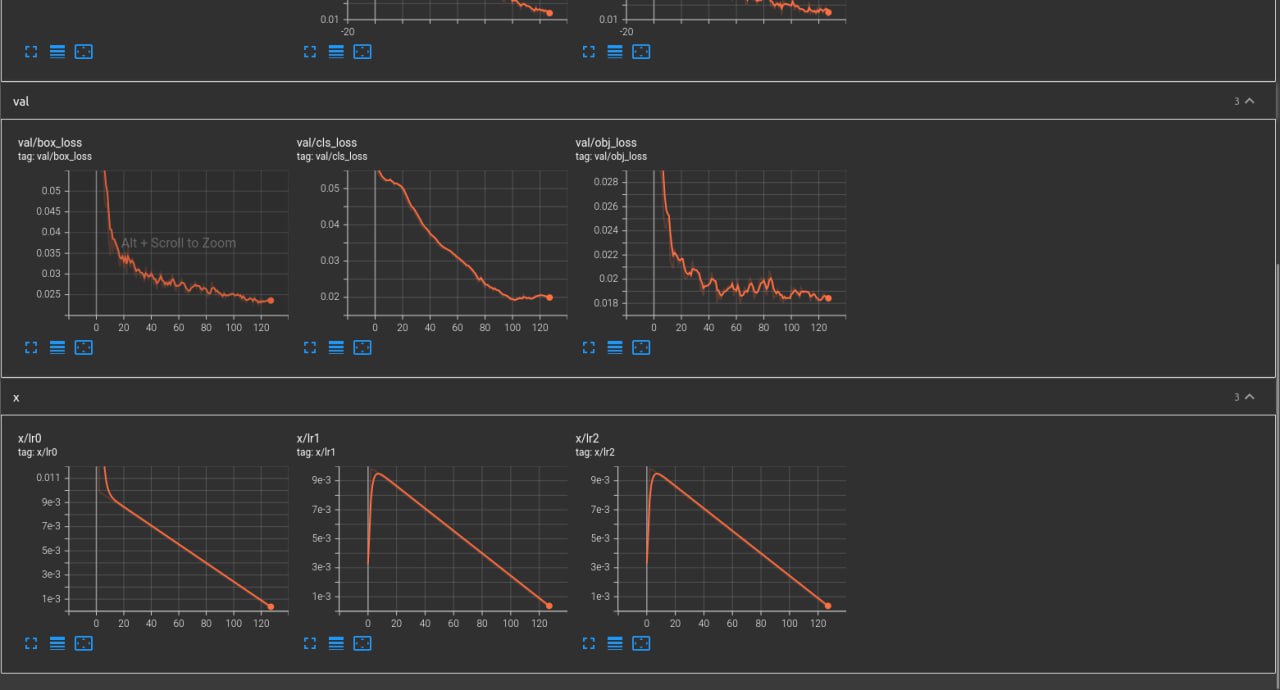 0.01 0.01
-20 -20
val 3
val/box_loss val/cls_loss val/obj_loss
tag: val/box_loss tag: val/cls_loss tag: val/obj_loss
0.05
0.045
0.04
0.035
0.03
0.025
Alt + Scroll to Zoom
0 20 40 60 80 100 120
0.05
0.04
0.03
0.02
0 20 40 60 80 100 120
0.028
0.026
0.024
0.022
0.02
0.018
0 20 40 60 80 100 120
x 3
x/lr0 x/lr1 x/lr2
tag: x/lr0 tag: x/lr1 tag: x/lr2
0.011
9e-3
7e-3
5e-3
3e-3
1e-3
0 20 40 60 80 100 120
9e-3
7e-3
5e-3
3e-3
1e-3
0 20 40 60 80 100 120
9e-3
7e-3
5e-3
3e-3
1e-3
0 20 40 60 80 100 120